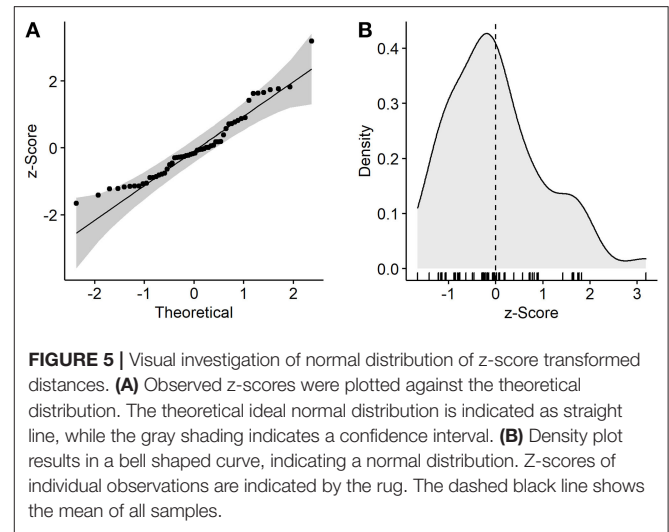 A
B
z-Score
2
0
-2
-2
-1
0
1
2
Theoretical
Density
0.4
0.3
0.2
0.1
0.0
-1
0
1
2
3
z-Score
FIGURE 5 | Visual investigation of normal distribution of z-score transformed
distances. (A) Observed z-scores were plotted against the theoretical
distribution. The theoretical ideal normal distribution is indicated as straight
line, while the gray shading indicates a confidence interval. (B) Density plot
results in a bell shaped curve, indicating a normal distribution. Z-scores of
individual observations are indicated by the rug. The dashed black line shows
the mean of all samples.